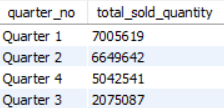 quarter_no total_sold_quantity
Quarter 1 7005619
Quarter 2 6649642
Quarter 4 5042541
Quarter 3 2075087